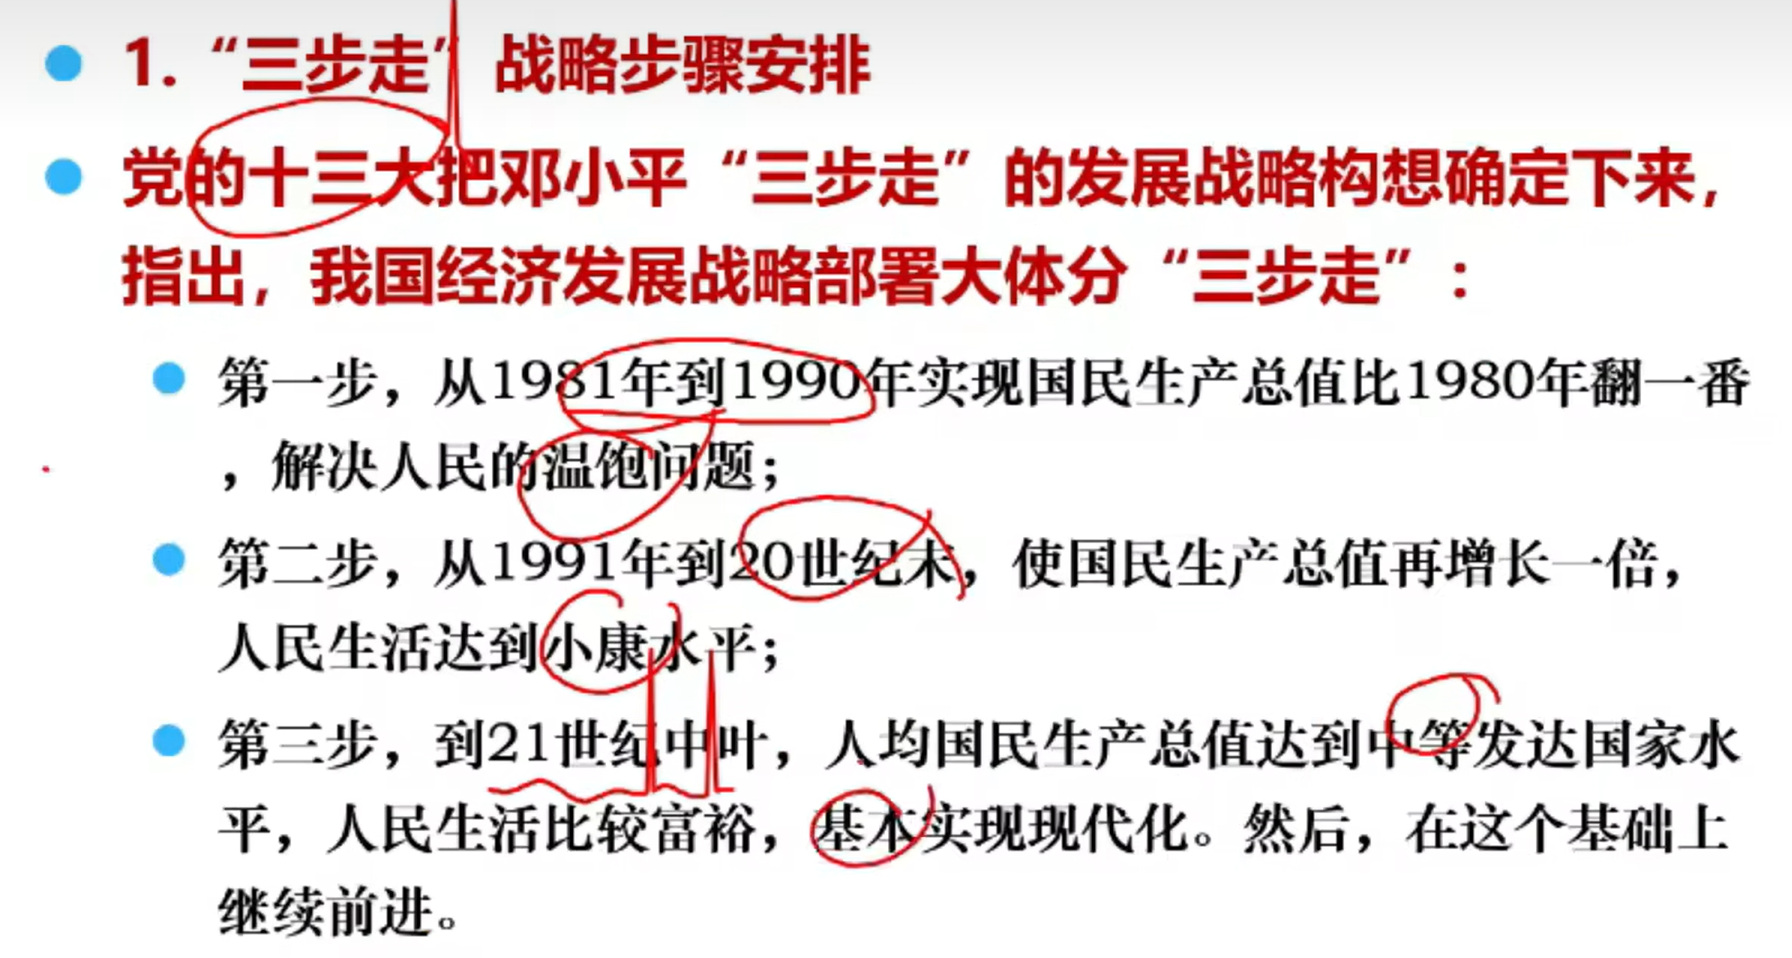 1.“三步走”战略步骤安排
党的十三大把邓小平“三步走”的发展战略构想确定下来，
指出，我国经济发展战略部署大体分“三步走”：
第一步，从1981年到1990年实现国民生产总值比1980年翻一番
，解决人民的温饱问题；
第二步，从1991年到20世纪末，使国民生产总值再增长一倍，
人民生活达到小康水平；
第三步，到21世纪中叶，人均国民生产总值达到中等发达国家水
平，人民生活比较富裕，基本实现现代化。然后，在这个基础上
继续前进。